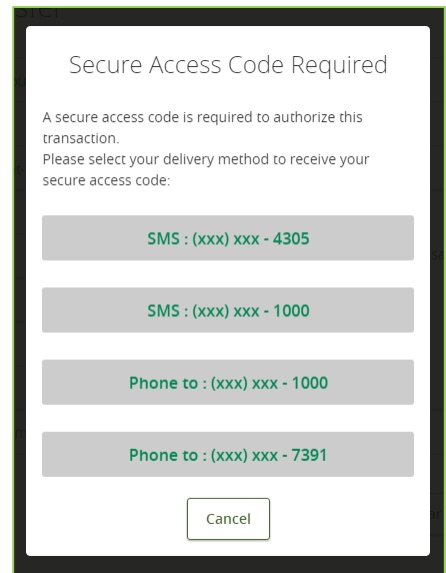 Secure Access Code Required
A secure access code is required to authorize this
transaction.
Please select your delivery method to receive your
secure access code:
SMS : (xxx) xxx - 4305
SMS : (xxx) xxx - 1000
Phone to : (xxx) xxx - 1000
Phone to : (xxx) xxx - 7391
Cancel